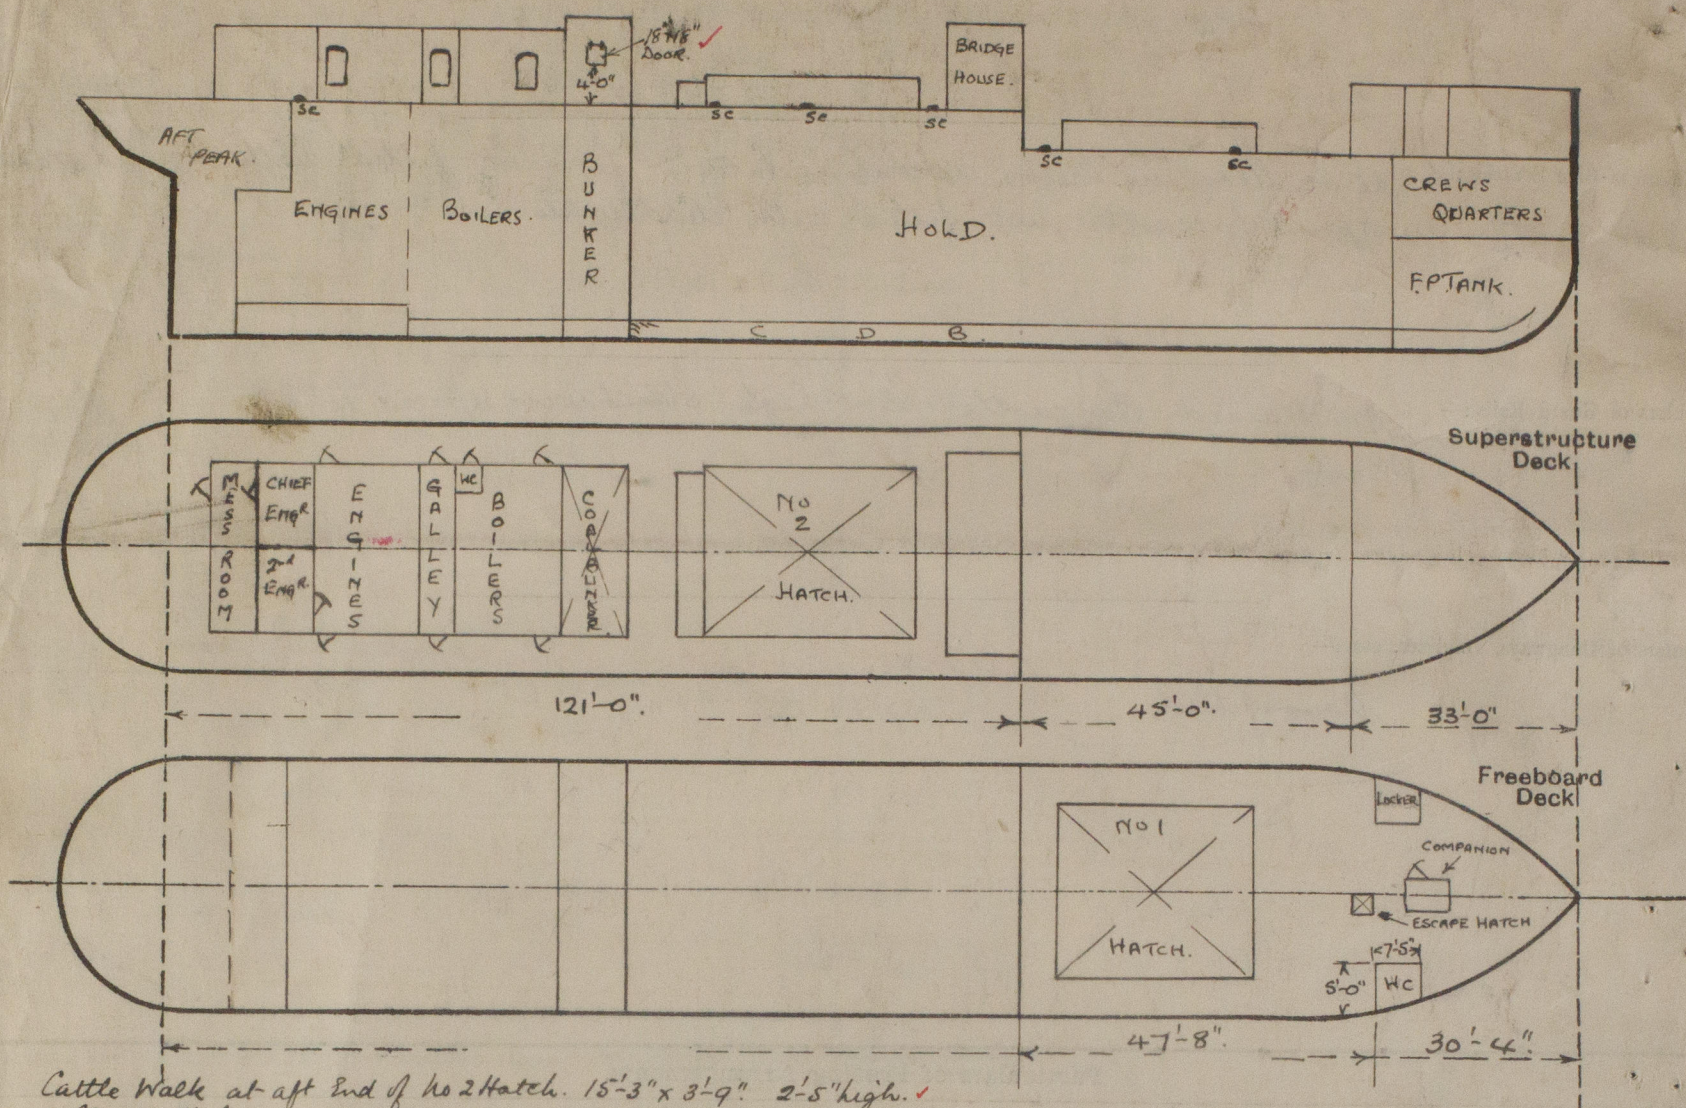 18"x18"
DOOR.
4'-0"
BRIDGE
HOUSE.
SC
SC
SC
SC
SC
SC
AFT
PEAK.
ENGINES
BOILERS.
BUNKER
HOLD.
CREWS
QUARTERS
F.P.TANK.
C D B.
Superstructure
Deck
MESS ROOM
CHIEF
ENGR
2ND
ENGR.
ENGINES
GALLEY
WC
BOILERS
COAL BUNKER
No
2
HATCH.
121'-0".
45'-0".
33'-0"
Freeboard
Deck
No 1
HATCH.
LOCKER
COMPANION
ESCAPE HATCH
7'-5"
5'-0"
WC
47'-8".
30'-4".
Cattle Walk at aft End of No 2 Hatch. 15'-3" x 3'-9". 2'-5" high.